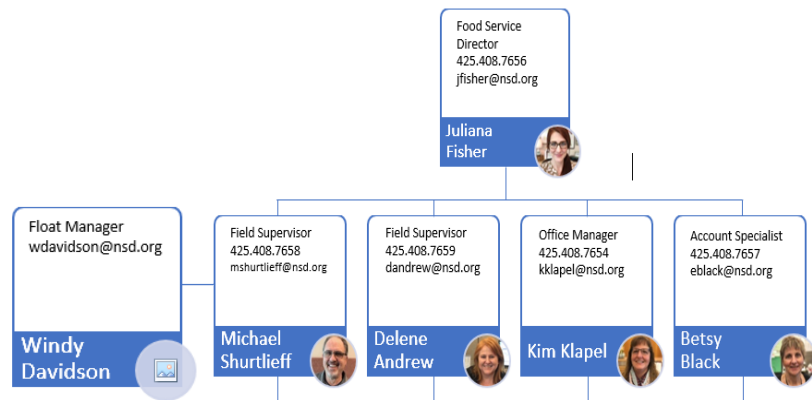 Food Service
Director
425.408.7656
jfisher@nsd.org
Juliana
Fisher
Float Manager
wdavidson@nsd.org
Windy
Davidson
Field Supervisor
425.408.7658
mshurtlieff@nsd.org
Michael
Shurtlieff
Field Supervisor
425.408.7659
dandrew@nsd.org
Delene
Andrew
Office Manager
425.408.7654
kklapel@nsd.org
Kim Klapel
Account Specialist
425.408.7657
eblack@nsd.org
Betsy
Black